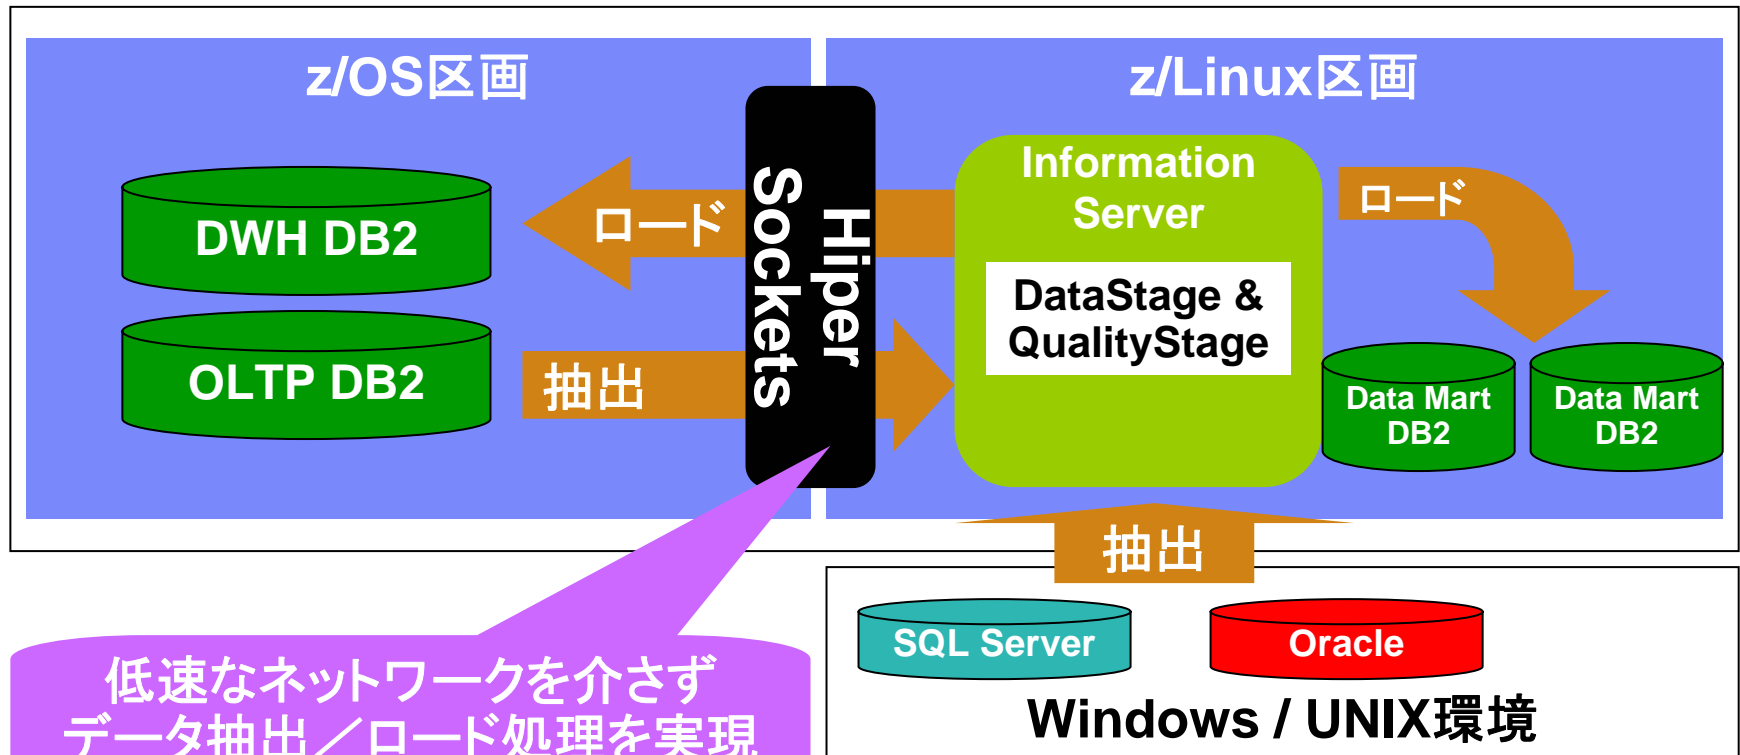 z/OS区画
z/Linux区画
DWH DB2
OLTP DB2
ロード
抽出
Hiper
Sockets
Information
Server
DataStage &
QualityStage
ロード
Data Mart
DB2
Data Mart
DB2
抽出
SQL Server
Oracle
Windows / UNIX環境
低速なネットワークを介さず
データ抽出／ロード処理を実現